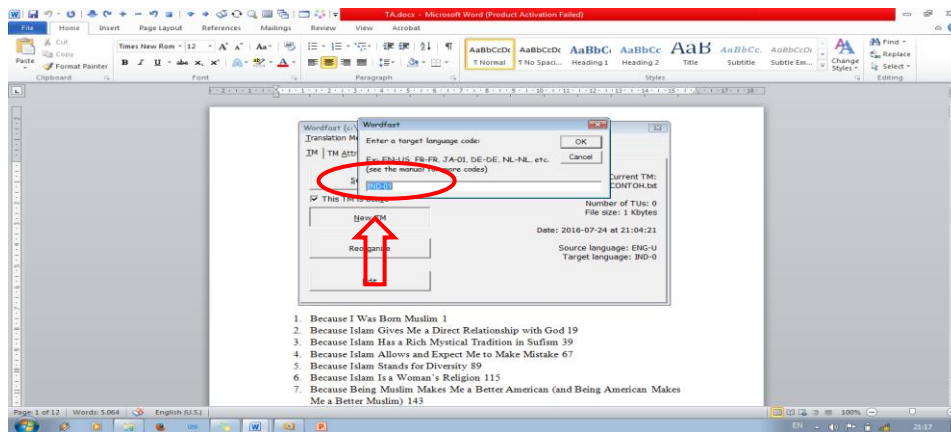 TA.docx - Microsoft Word (Product Activation Failed)
File Home Insert Page Layout References Mailings Review View Acrobat
Cut
Copy
Format Painter
Paste
Clipboard
Times New Rom 12
Font
Paragraph
AaBbCcDc AaBbCcDc AaBbCc AaBbCc AaB AaBbCc. AaBbCcDc
¶ Normal ¶ No Spaci... Heading 1 Heading 2 Title Subtitle Subtle Em...
Change Styles
Styles
Find
Replace
Select
Editing
Wordfast
Enter a target language code:
Ex: EN-US, FR-FR, JA-01, DE-DE, NL-NL, etc.
(see the manual for more codes)
OK
Cancel
IND-01
Wordfast
Translation
TM TM
This TM
New TM
Reorganize
Current TM:
CONTOH.txt
Number of TUs: 0
File size: 1 Kbytes
Date: 2016-07-24 at 21:04:21
Source language: ENG-U
Target language: IND-0
1. Because I Was Born Muslim 1
2. Because Islam Gives Me a Direct Relationship with God 19
3. Because Islam Has a Rich Mystical Tradition in Sufism 39
4. Because Islam Allows and Expect Me to Make Mistake 67
5. Because Islam Stands for Diversity 89
6. Because Islam Is a Woman's Religion 115
7. Because Being Muslim Makes Me a Better American (and Being American Makes
Me a Better Muslim) 143
Page: 1 of 12 Words: 5.064 English (U.S.) 100%
EN 21:17